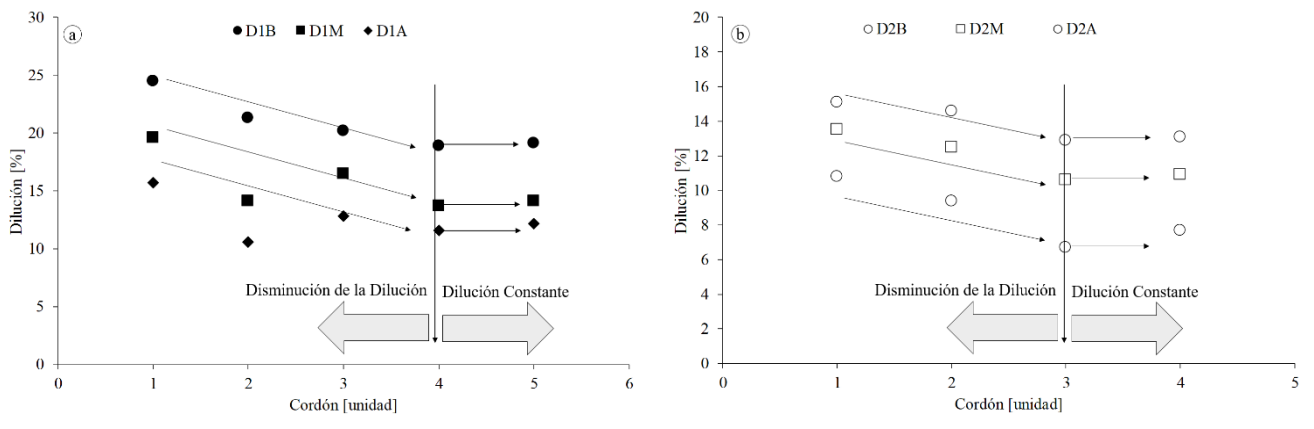 a
D1B D1M D1A
Dilución [%]
30
25
20
15
10
5
0
Disminución de la Dilución
Dilución Constante
0 1 2 3 4 5 6
Cordón [unidad]
b
D2B D2M D2A
Dilución [%]
20
18
16
14
12
10
8
6
4
2
0
Disminución de la Dilución
Dilución Constante
0 1 2 3 4 5
Cordón [unidad]